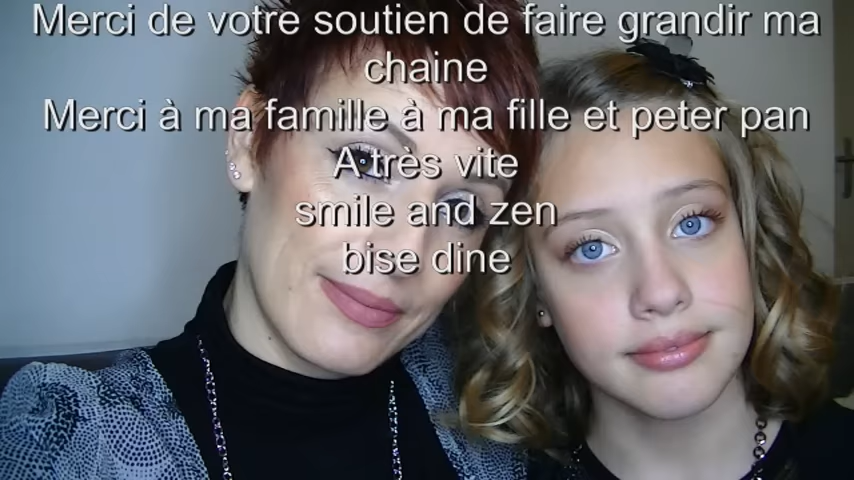 Merci de votre soutien de faire grandir ma
chaine
Merci à ma famille à ma fille et peter pan
A très vite
smile and zen
bise dine